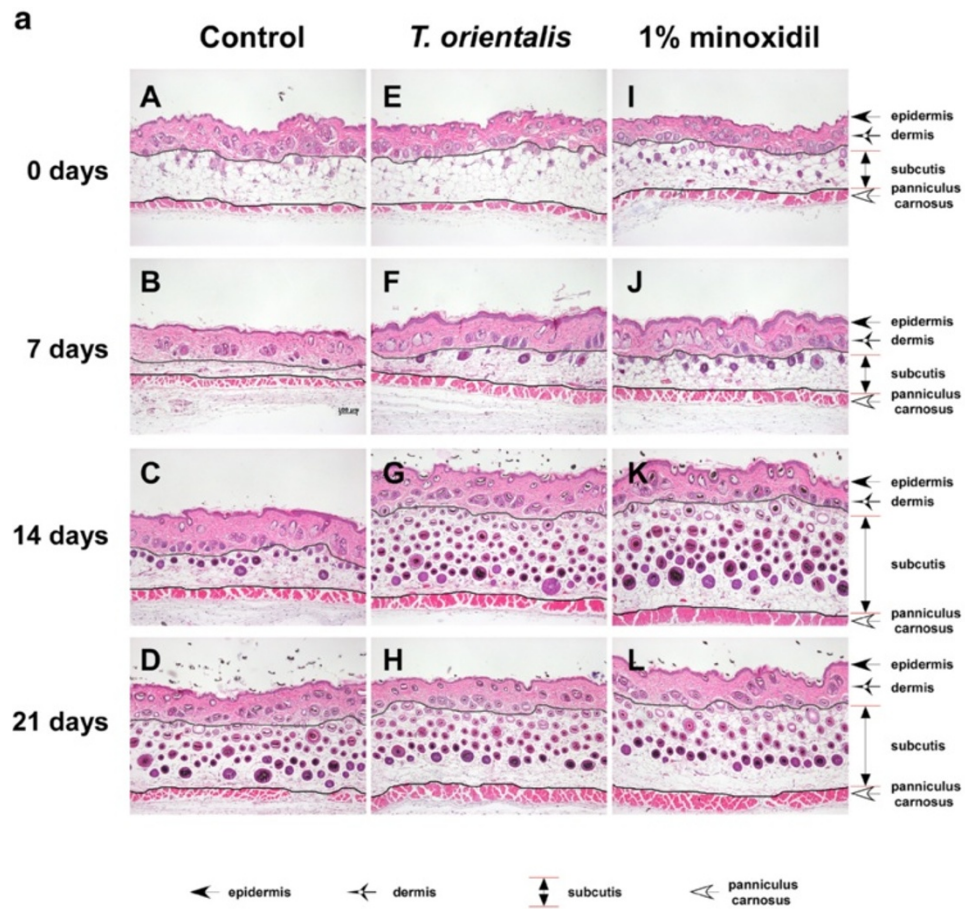 a
Control T. orientalis 1% minoxidil
0 days
A E I
epidermis
dermis
subcutis
panniculus
carnosus
7 days
B F J
epidermis
dermis
subcutis
panniculus
carnosus
14 days
C G K
epidermis
dermis
subcutis
panniculus
carnosus
21 days
D H L
epidermis
dermis
subcutis
panniculus
carnosus
epidermis dermis subcutis panniculus
carnosus